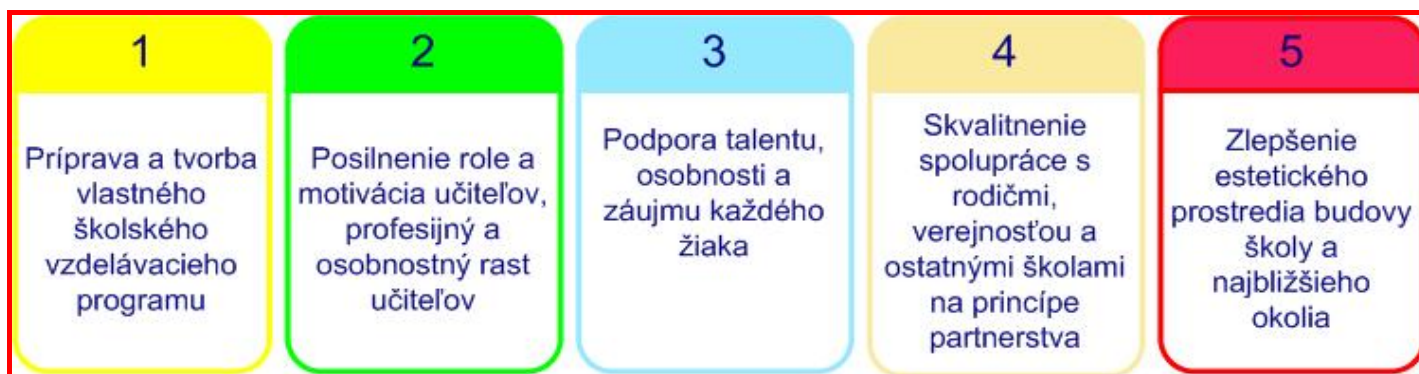 1
Príprava a tvorba
vlastného
školského
vzdelávacieho
programu
2
Posilnenie role a
motivácia učiteľov,
profesijný a
osobnostný rast
učiteľov
3
Podpora talentu,
osobnosti a
záujmu každého
žiaka
4
Skvalitnenie
spolupráce s
rodičmi,
verejnosťou a
ostatnými školami
na princípe
partnerstva
5
Zlepšenie
estetického
prostredia budovy
školy a
najbližšieho
okolia